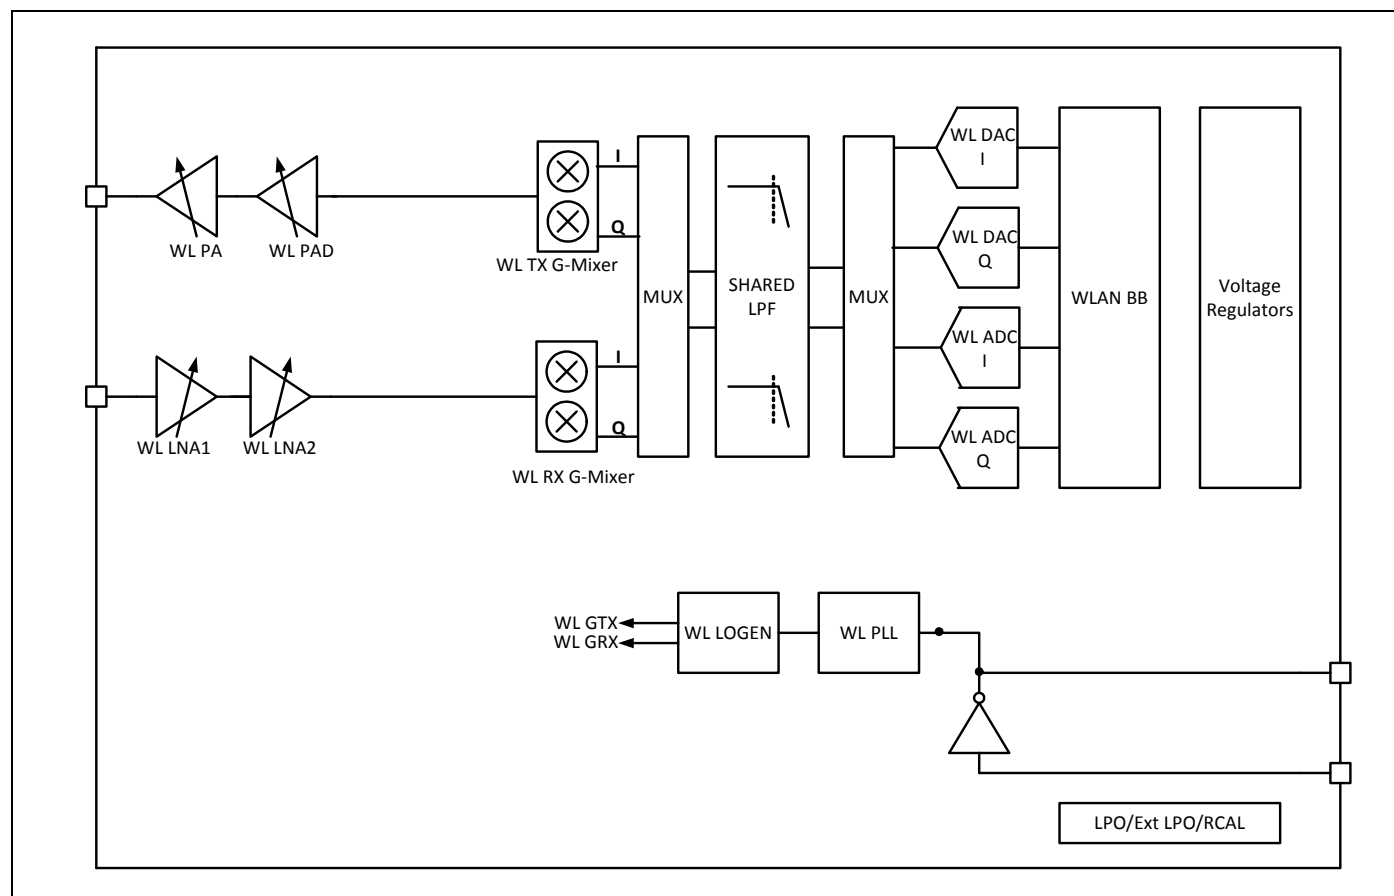 WL PA
WL PAD
WL TX G-Mixer
I
Q
WL LNA1
WL LNA2
WL RX G-Mixer
I
Q
MUX
SHARED
LPF
MUX
WL DAC
I
WL DAC
Q
WL ADC
I
WL ADC
Q
WLAN BB
Voltage
Regulators
WL GTX
WL GRX
WL LOGEN
WL PLL
LPO/Ext LPO/RCAL